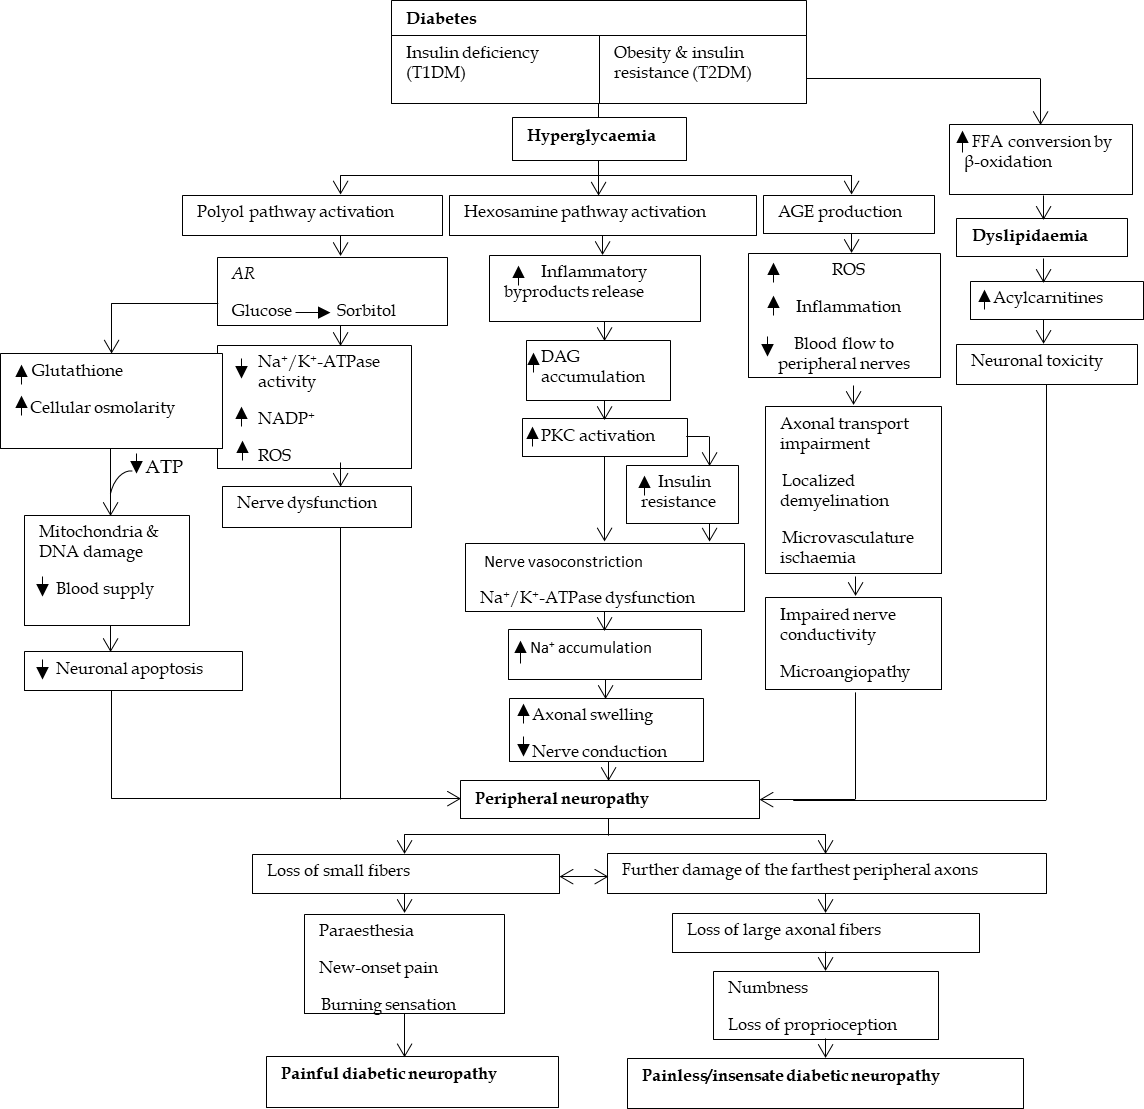 Diabetes
Insulin deficiency
(T1DM)
Obesity & insulin
resistance (T2DM)
Hyperglycaemia
FFA conversion by
β-oxidation
Polyol pathway activation
Hexosamine pathway activation
AGE production
Dyslipidaemia
AR
Glucose
Sorbitol
Inflammatory
byproducts release
ROS
Inflammation
Blood flow to
peripheral nerves
Acylcarnitines
Neuronal toxicity
Glutathione
Cellular osmolarity
Na⁺/K⁺-ATPase
activity
NADP⁺
ROS
DAG
accumulation
PKC activation
Insulin
resistance
Axonal transport
impairment
Localized
demyelination
Microvasculature
ischaemia
ATP
Nerve dysfunction
Mitochondria &
DNA damage
Blood supply
Nerve vasoconstriction
Na⁺/K⁺-ATPase dysfunction
Impaired nerve
conductivity
Microangiopathy
Neuronal apoptosis
Na⁺ accumulation
Axonal swelling
Nerve conduction
Peripheral neuropathy
Loss of small fibers
Further damage of the farthest peripheral axons
Paraesthesia
New-onset pain
Burning sensation
Loss of large axonal fibers
Numbness
Loss of proprioception
Painful diabetic neuropathy
Painless/insensate diabetic neuropathy